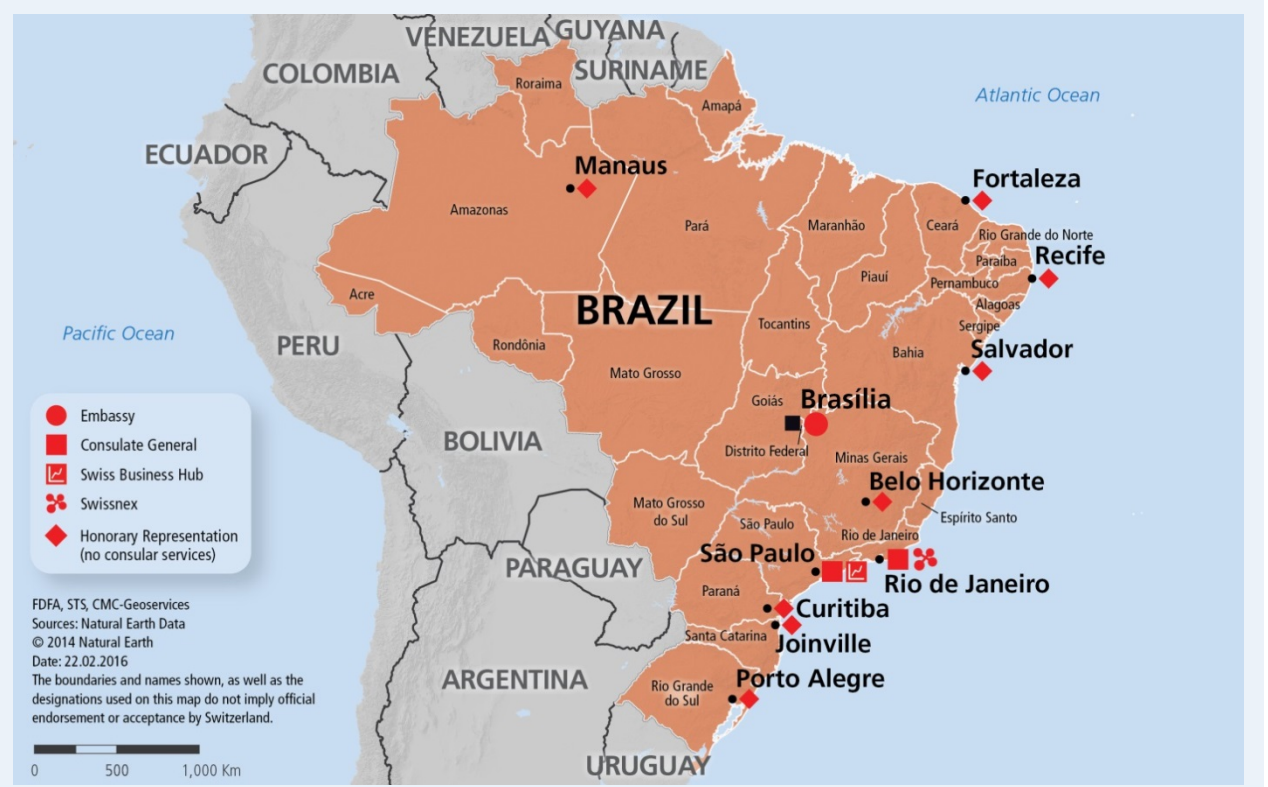 VENEZUELA
GUYANA
COLOMBIA
SURINAME
Roraima
Amapá
Atlantic Ocean
ECUADOR
Manaus
Fortaleza
Amazonas
Pará
Maranhão
Ceará
Rio Grande do Norte
Recife
Paraíba
Piauí
Pernambuco
Acre
Alagoas
BRAZIL
Tocantins
Sergipe
Pacific Ocean
PERU
Rondônia
Salvador
Bahia
Mato Grosso
Goiás
Brasília
BOLIVIA
Distrito Federal
Minas Gerais
Belo Horizonte
Mato Grosso
do Sul
Espírito Santo
São Paulo
Rio de Janeiro
São Paulo
PARAGUAY
Rio de Janeiro
Paraná
Curitiba
Santa Catarina
Joinville
ARGENTINA
Porto Alegre
Rio Grande
do Sul
URUGUAY
Embassy
Consulate General
Swiss Business Hub
Swissnex
Honorary Representation
(no consular services)
FDFA, STS, CMC-Geoservices
Sources: Natural Earth Data
© 2014 Natural Earth
Date: 22.02.2016
The boundaries and names shown, as well as the
designations used on this map do not imply official
endorsement or acceptance by Switzerland.
0 500 1,000 Km